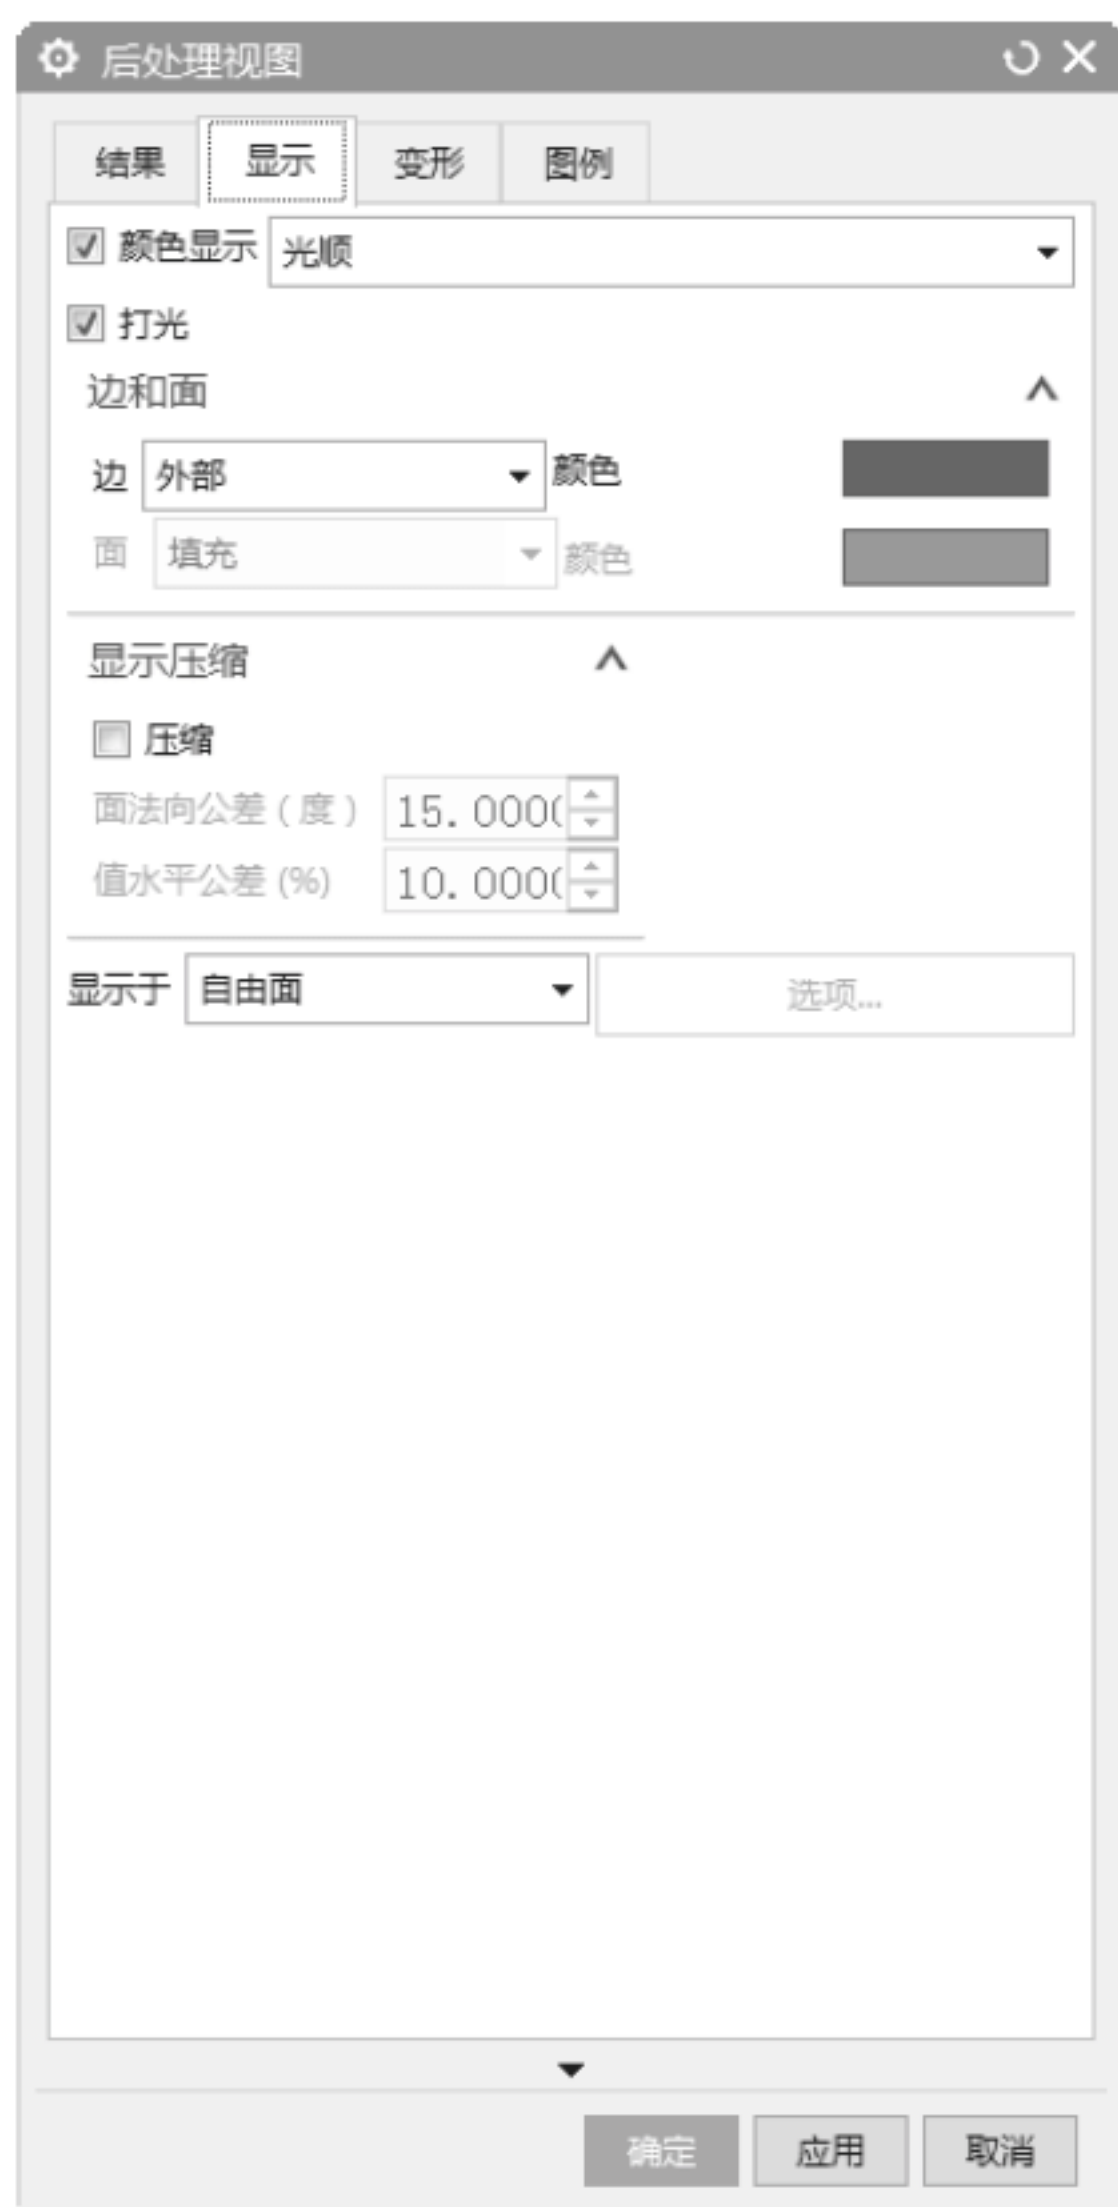 后处理视图
结果 显示 变形 图例
颜色显示 光顺
打光
边和面
边 外部 颜色
面 填充 颜色
显示压缩
压缩
面法向公差(度) 15.000
值水平公差(%) 10.000
显示于 自由面 选项...
确定 应用 取消